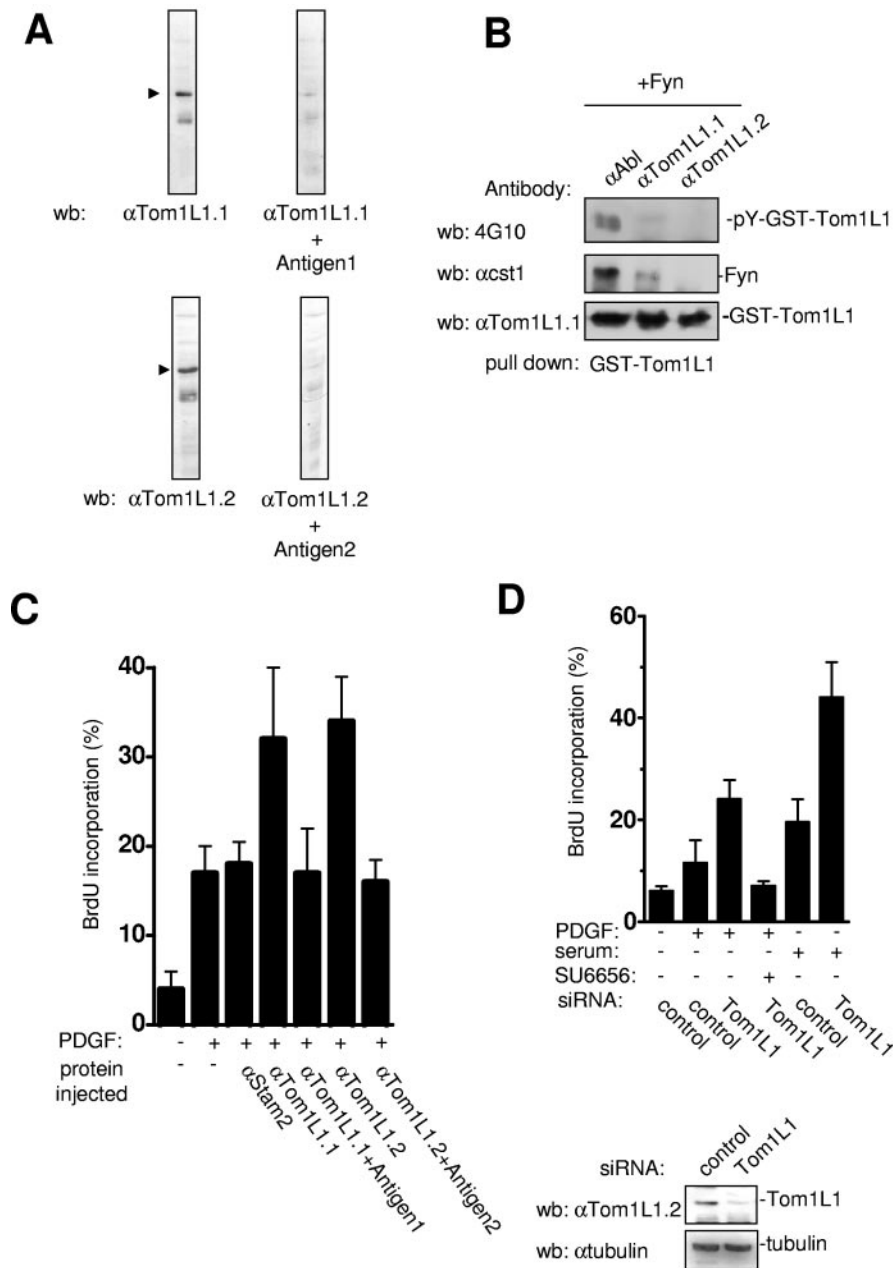 A
wb: αTom1L1.1
αTom1L1.1
+
Antigen1
wb: αTom1L1.2
αTom1L1.2
+
Antigen2
B
+Fyn
Antibody: αAbl αTom1L1.1 αTom1L1.2
wb: 4G10 -pY-GST-Tom1L1
wb: αcst1 -Fyn
wb: αTom1L1.1 -GST-Tom1L1
pull down: GST-Tom1L1
C
BrdU incorporation (%)
40
30
20
10
0
PDGF: - + + + + + +
protein injected - - αStam2 αTom1L1.1 αTom1L1.1+Antigen1 αTom1L1.2 αTom1L1.2+Antigen2
D
BrdU incorporation (%)
60
40
20
0
PDGF: - + + + - -
serum: - - - - + +
SU6656: - - - + - -
siRNA: control control Tom1L1 Tom1L1 control Tom1L1
siRNA: control Tom1L1
wb: αTom1L1.2 -Tom1L1
wb: αtubulin -tubulin